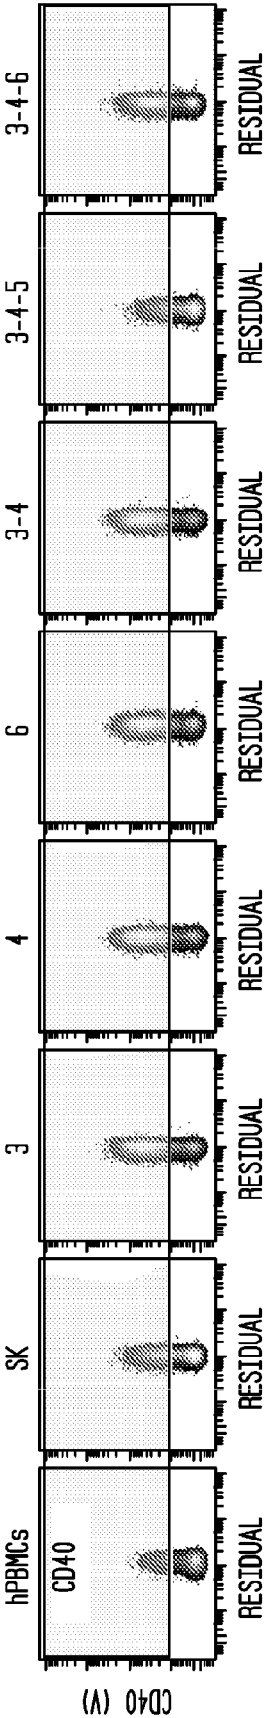 hPBMCs SK 3 4 6 3-4 3-4-5 3-4-6
CD40 (V)
CD40
RESIDUAL RESIDUAL RESIDUAL RESIDUAL RESIDUAL RESIDUAL RESIDUAL RESIDUAL